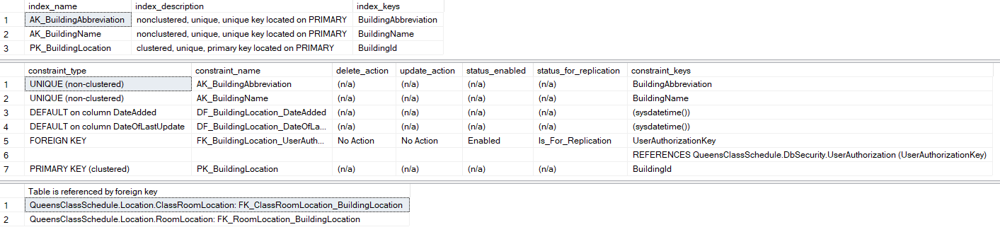 index_name index_description index_keys
1 AK_BuildingAbbreviation nonclustered, unique, unique key located on PRIMARY BuildingAbbreviation
2 AK_BuildingName nonclustered, unique, unique key located on PRIMARY BuildingName
3 PK_BuildingLocation clustered, unique, primary key located on PRIMARY BuildingId
constraint_type constraint_name delete_action update_action status_enabled status_for_replication constraint_keys
1 UNIQUE (non-clustered) AK_BuildingAbbreviation (n/a) (n/a) (n/a) (n/a) BuildingAbbreviation
2 UNIQUE (non-clustered) AK_BuildingName (n/a) (n/a) (n/a) (n/a) BuildingName
3 DEFAULT on column DateAdded DF_BuildingLocation_DateAdded (n/a) (n/a) (n/a) (n/a) (sysdatetime())
4 DEFAULT on column DateOfLastUpdate DF_BuildingLocation_DateOfLa... (n/a) (n/a) (n/a) (n/a) (sysdatetime())
5 FOREIGN KEY FK_BuildingLocation_UserAuth... No Action No Action Enabled Is_For_Replication UserAuthorizationKey
6 REFERENCES QueensClassSchedule.DbSecurity.UserAuthorization (UserAuthorizationKey)
7 PRIMARY KEY (clustered) PK_BuildingLocation (n/a) (n/a) (n/a) (n/a) BuildingId
Table is referenced by foreign key
1 QueensClassSchedule.Location.ClassRoomLocation: FK_ClassRoomLocation_BuildingLocation
2 QueensClassSchedule.Location.RoomLocation: FK_RoomLocation_BuildingLocation